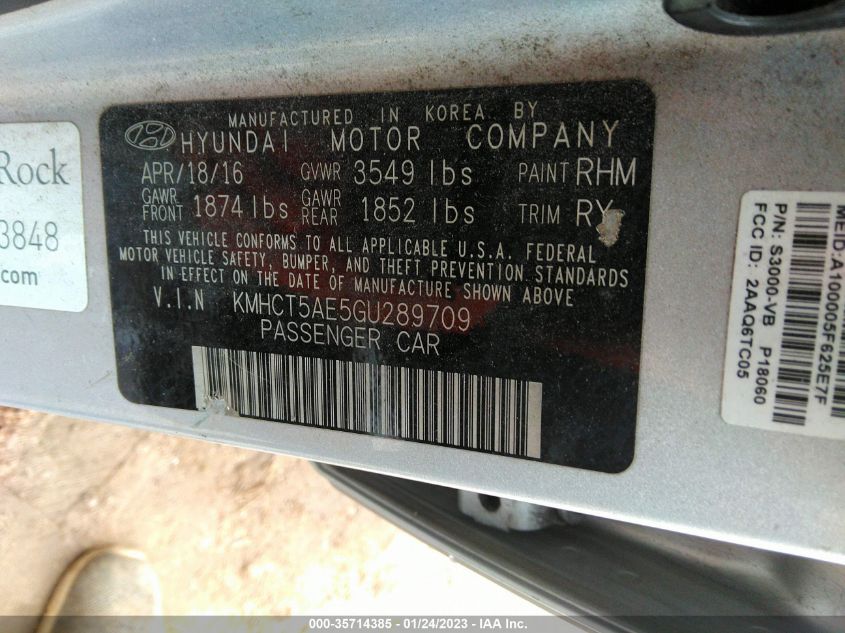 MANUFACTURED IN KOREA BY
HYUNDAI MOTOR COMPANY
APR/18/16 GVWR 3549 lbs PAINT RHM
GAWR FRONT 1874 lbs GAWR REAR 1852 lbs TRIM RY
THIS VEHICLE CONFORMS TO ALL APPLICABLE U.S.A. FEDERAL
MOTOR VEHICLE SAFETY, BUMPER, AND THEFT PREVENTION STANDARDS
IN EFFECT ON THE DATE OF MANUFACTURE SHOWN ABOVE
V.I.N KMHCT5AE5GU289709
PASSENGER CAR
Rock
3848
com
MEID:A100005F625E7F
P/N: S3000-VB P18060
FCC ID: 2AAQ6TC05
000-35714385 - 01/24/2023 - IAA Inc.